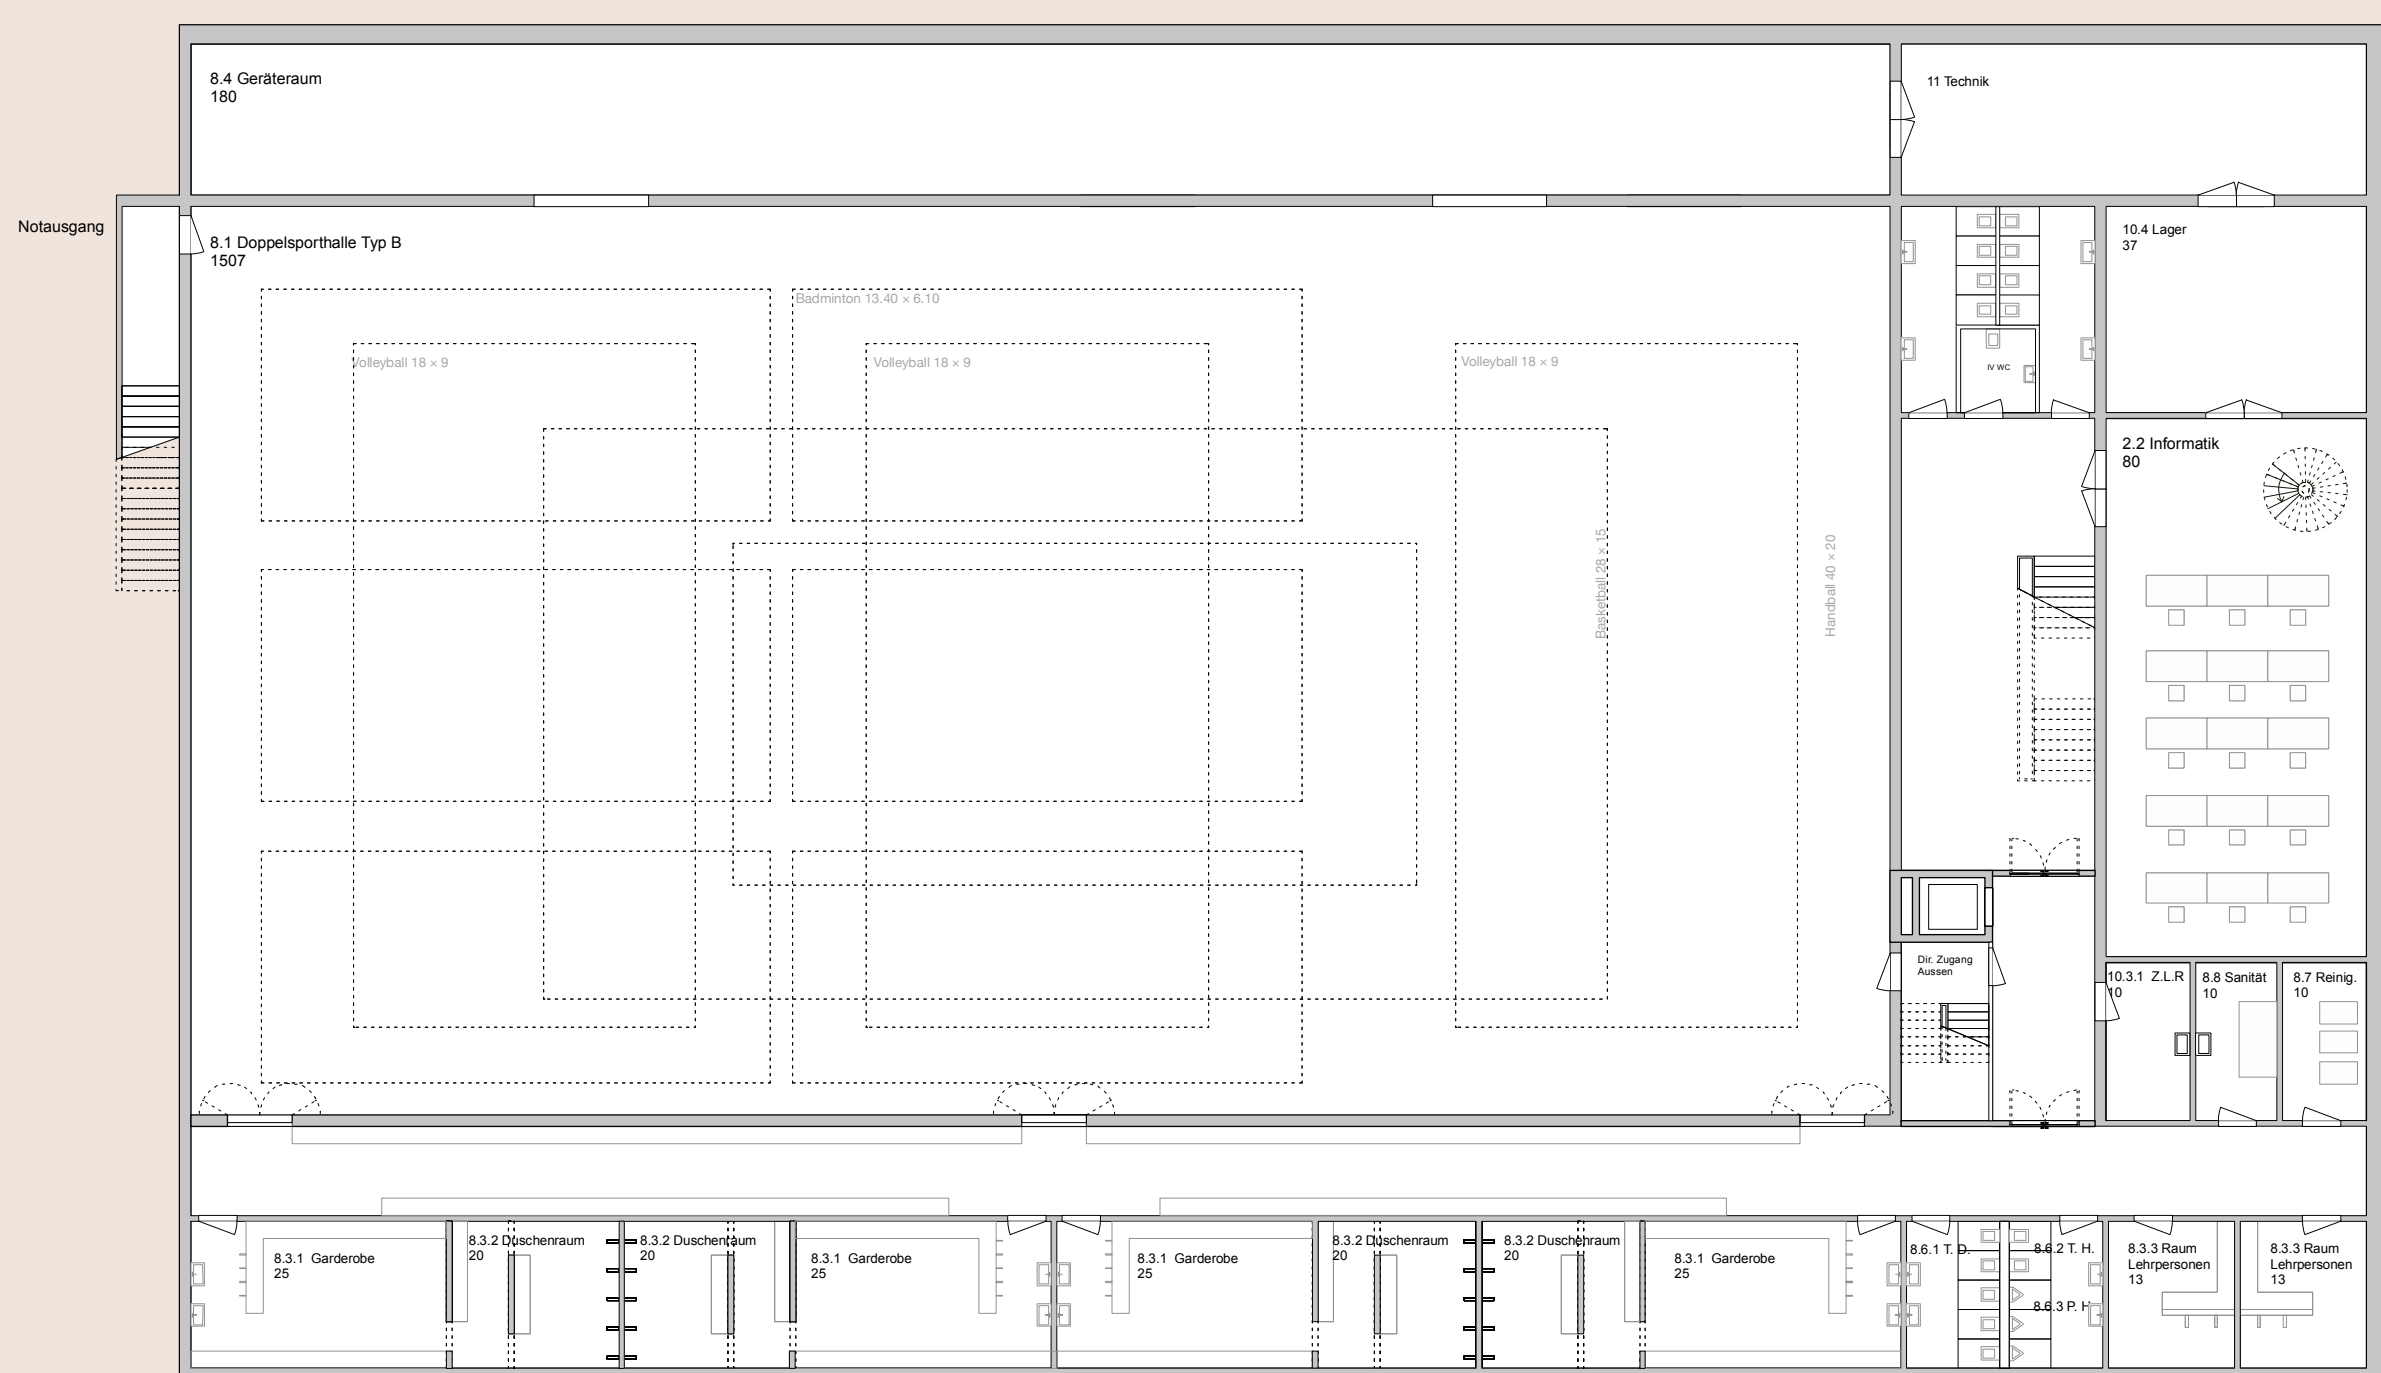 8.4 Geräteraum
180
11 Technik
Notausgang
8.1 Doppelsporthalle Typ B
1507
10.4 Lager
37
Badminton 13.40 × 6.10
Volleyball 18 × 9
Volleyball 18 × 9
Volleyball 18 × 9
IV WC
2.2 Informatik
80
Basketball 28 × 15
Handball 40 × 20
Dir. Zugang
Aussen
10.3.1 Z.L.R
10
8.8 Sanität
10
8.7 Reinig.
10
8.3.1 Garderobe
25
8.3.2 Duschenraum
20
8.3.2 Duschenraum
20
8.3.1 Garderobe
25
8.3.1 Garderobe
25
8.3.2 Duschenraum
20
8.3.2 Duschenraum
20
8.3.1 Garderobe
25
8.6.1 T. D.
8.6.2 T. H.
8.6.3 P. H.
8.3.3 Raum
Lehrpersonen
13
8.3.3 Raum
Lehrpersonen
13